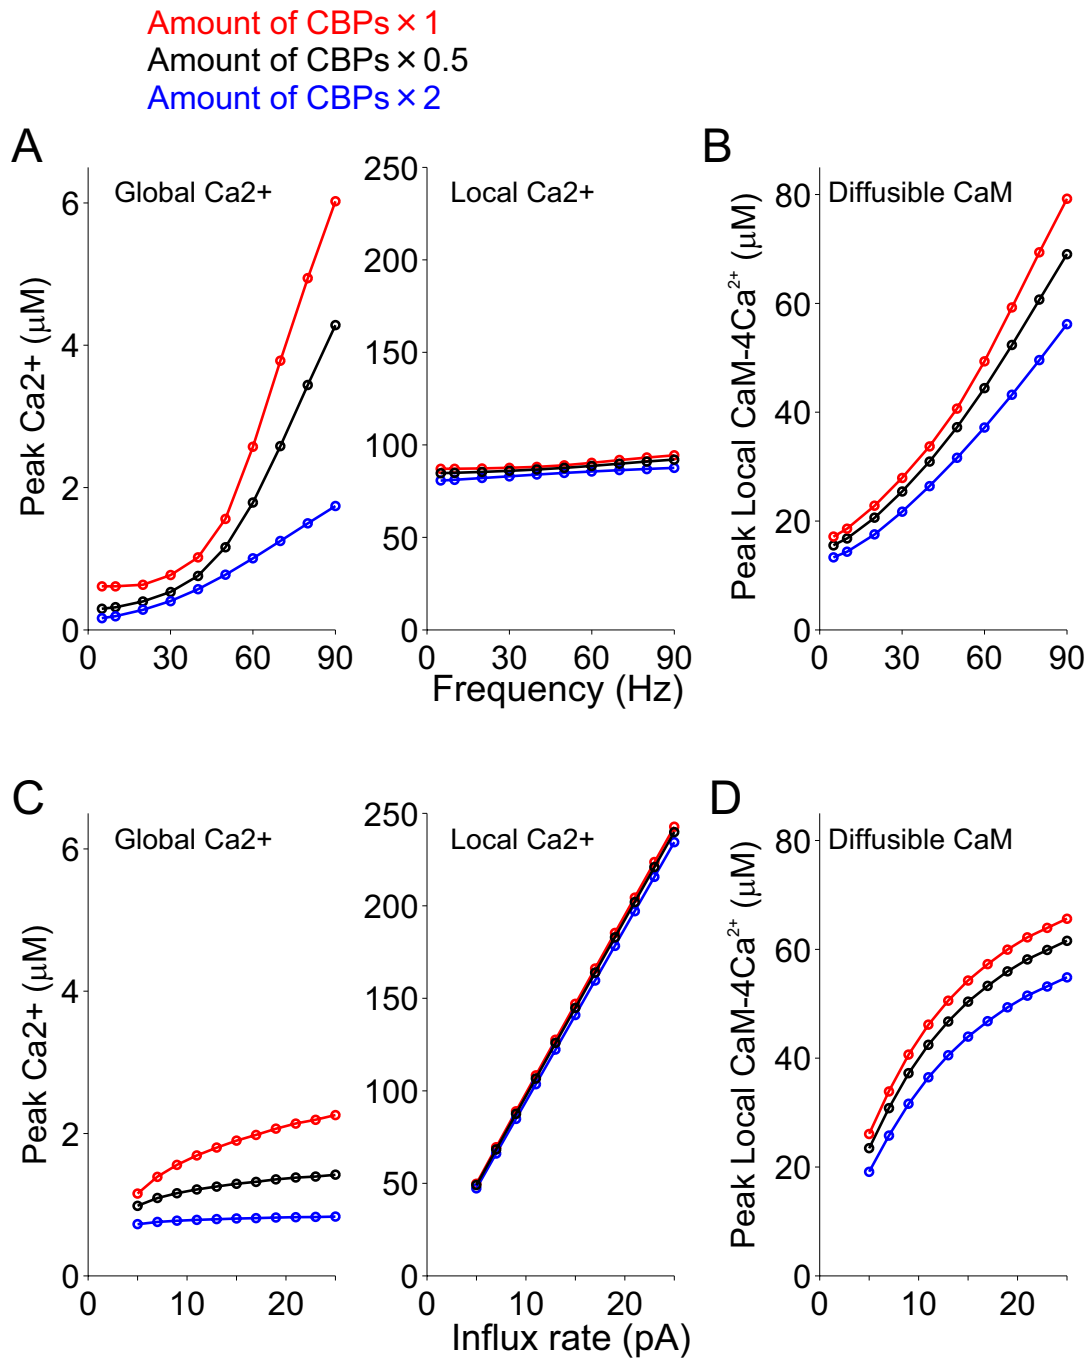 Amount of CBPs × 1
Amount of CBPs × 0.5
Amount of CBPs × 2
A
B
Global Ca2+
Local Ca2+
Diffusible CaM
Peak Ca2+ (μM)
6
4
2
0
0 30 60 90
250
200
150
100
50
0
0 30 60 90
Peak Local CaM-4Ca²⁺ (μM)
80
60
40
20
0
0 30 60 90
Frequency (Hz)
C
D
Global Ca2+
Local Ca2+
Diffusible CaM
Peak Ca2+ (μM)
6
4
2
0
0 10 20
250
200
150
100
50
0
0 10 20
Peak Local CaM-4Ca²⁺ (μM)
80
60
40
20
0
0 10 20
Influx rate (pA)